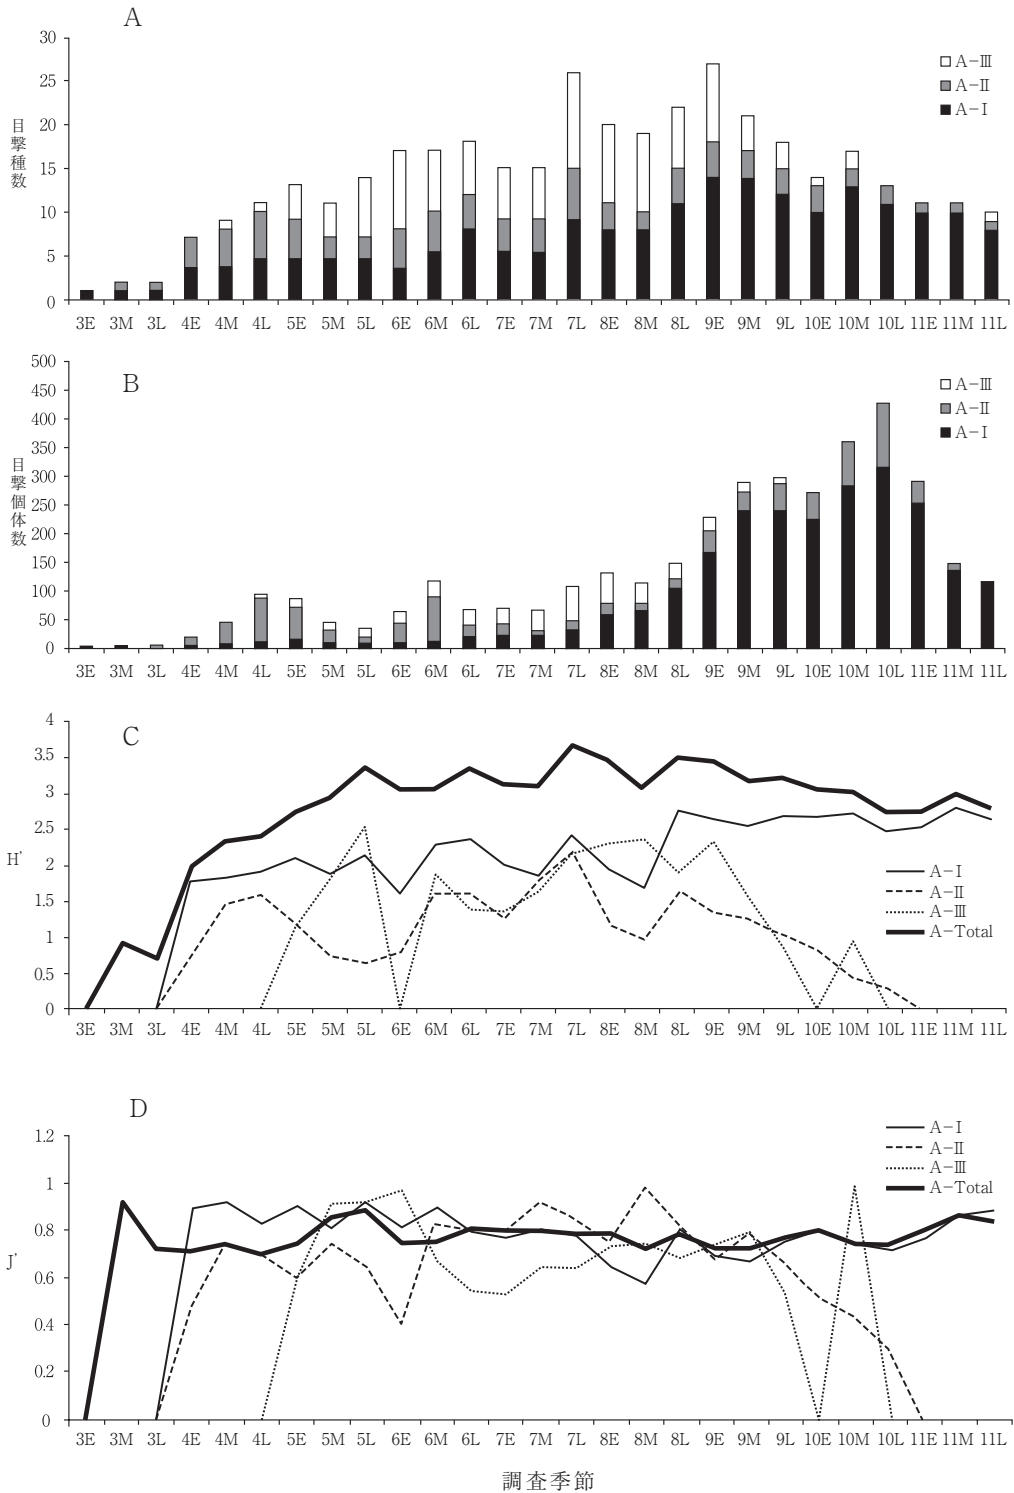 A
30
25
20
15
10
5
0
目撃種数
A-Ⅲ
A-Ⅱ
A-Ⅰ
3E 3M 3L 4E 4M 4L 5E 5M 5L 6E 6M 6L 7E 7M 7L 8E 8M 8L 9E 9M 9L 10E 10M 10L 11E 11M 11L
B
500
450
400
350
300
250
200
150
100
50
0
目撃個体数
A-Ⅲ
A-Ⅱ
A-Ⅰ
3E 3M 3L 4E 4M 4L 5E 5M 5L 6E 6M 6L 7E 7M 7L 8E 8M 8L 9E 9M 9L 10E 10M 10L 11E 11M 11L
C
4
3.5
3
2.5
2
1.5
1
0.5
0
H'
A-Ⅰ
A-Ⅱ
A-Ⅲ
A-Total
3E 3M 3L 4E 4M 4L 5E 5M 5L 6E 6M 6L 7E 7M 7L 8E 8M 8L 9E 9M 9L 10E 10M 10L 11E 11M 11L
D
1.2
1
0.8
0.6
0.4
0.2
0
J'
A-Ⅰ
A-Ⅱ
A-Ⅲ
A-Total
3E 3M 3L 4E 4M 4L 5E 5M 5L 6E 6M 6L 7E 7M 7L 8E 8M 8L 9E 9M 9L 10E 10M 10L 11E 11M 11L
調査季節